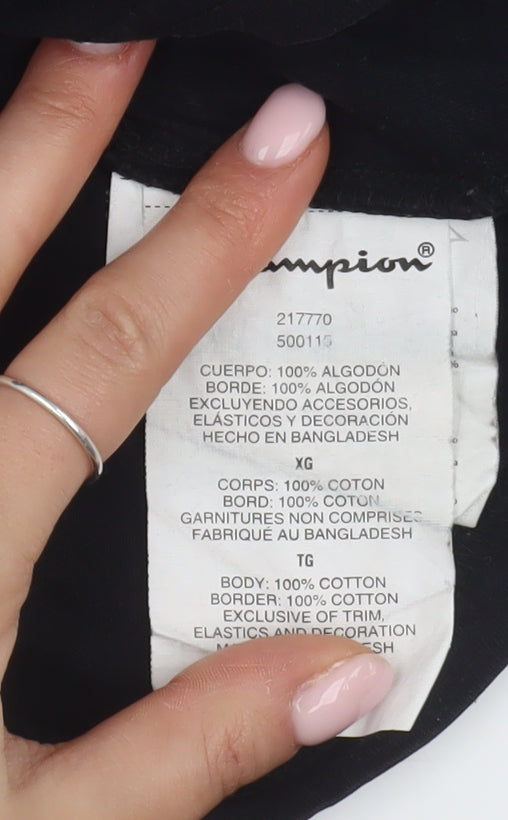 ampion®
217770
500115
CUERPO: 100% ALGODÓN
BORDE: 100% ALGODÓN
EXCLUYENDO ACCESORIOS,
ELÁSTICOS Y DECORACIÓN
HECHO EN BANGLADESH
XG
CORPS: 100% COTON
BORD: 100% COTON
GARNITURES NON COMPRISES
FABRIQUÉ AU BANGLADESH
TG
BODY: 100% COTTON
BORDER: 100% COTTON
EXCLUSIVE OF TRIM,
ELASTICS AND DECORATION